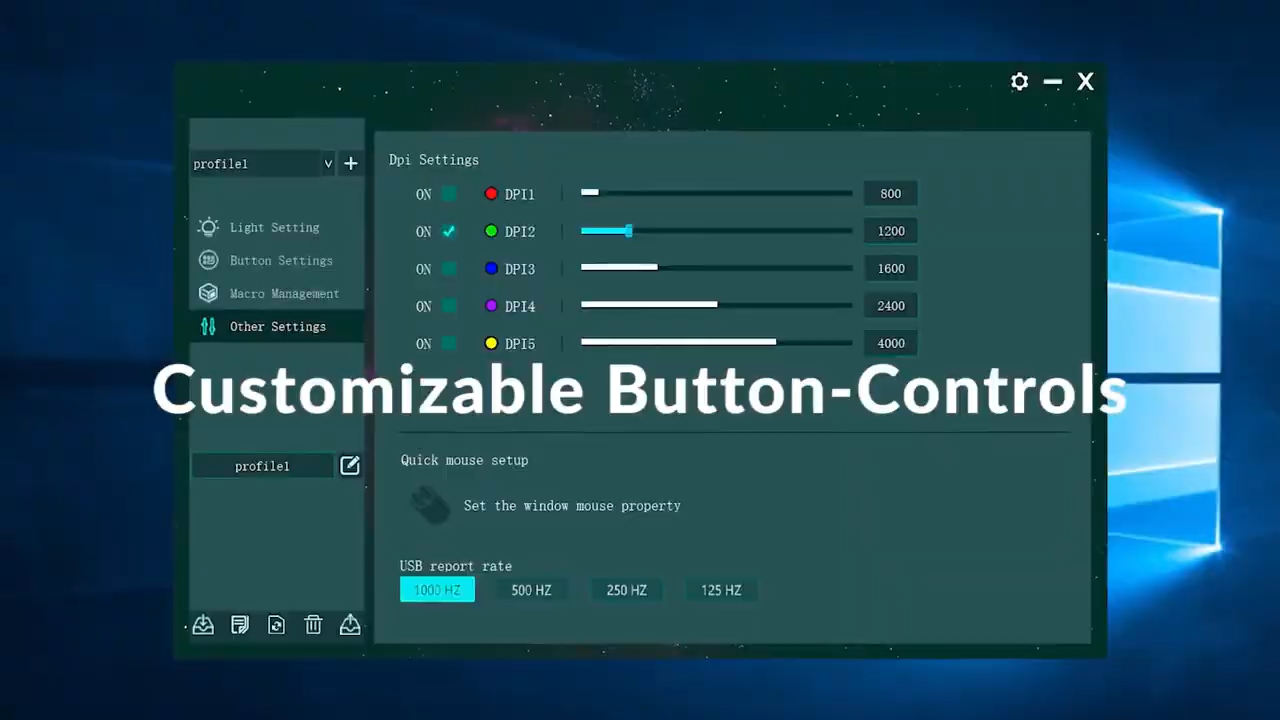 X
profile1 v +
Light Setting
Button Settings
Macro Management
Other Settings
profile1
Dpi Settings
ON DPI1 800
ON DPI2 1200
ON DPI3 1600
ON DPI4 2400
ON DPI5 4000
Customizable Button-Controls
Quick mouse setup
Set the window mouse property
USB report rate
1000 HZ 500 HZ 250 HZ 125 HZ